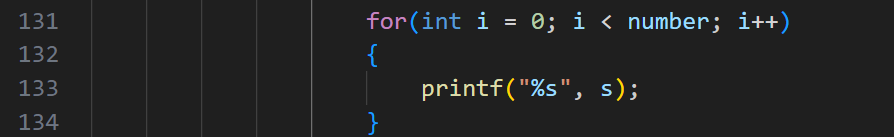 131 for(int i = 0; i < number; i++)
132 {
133 printf("%s", s);
134 }